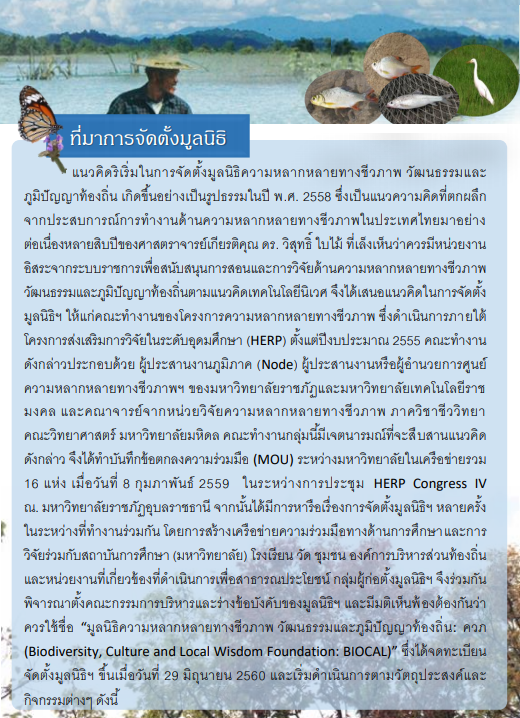 ที่มาการจัดตั้งมูลนิธิ
แนวคิดริเริ่มในการจัดตั้งมูลนิธิความหลากหลายทางชีวภาพ วัฒนธรรมและ
ภูมิปัญญาท้องถิ่น เกิดขึ้นอย่างเป็นรูปธรรมในปี พ.ศ. 2558 ซึ่งเป็นแนวความคิดที่ตกผลึก
จากประสบการณ์การทำงานด้านความหลากหลายทางชีวภาพในประเทศไทยมาอย่าง
ต่อเนื่องหลายสิบปีของศาสตราจารย์เกียรติคุณ ดร. วิสุทธิ์ ใบไม้ ที่เล็งเห็นว่าควรมีหน่วยงาน
อิสระจากระบบราชการเพื่อสนับสนุนการสอนและการวิจัยด้านความหลากหลายทางชีวภาพ
วัฒนธรรมและภูมิปัญญาท้องถิ่นตามแนวคิดเทคโนโลยีนิเวศ จึงได้เสนอแนวคิดในการจัดตั้ง
มูลนิธิฯ ให้แก่คณะทำงานของโครงการความหลากหลายทางชีวภาพ ซึ่งดำเนินการภายใต้
โครงการส่งเสริมการวิจัยในระดับอุดมศึกษา (HERP) ตั้งแต่ปีงบประมาณ 2555 คณะทำงาน
ดังกล่าวประกอบด้วย ผู้ประสานงานภูมิภาค (Node) ผู้ประสานงานหรือผู้อำนวยการศูนย์
ความหลากหลายทางชีวภาพฯ ของมหาวิทยาลัยราชภัฏและมหาวิทยาลัยเทคโนโลยีราช
มงคล และคณาจารย์จากหน่วยวิจัยความหลากหลายทางชีวภาพ ภาควิชาชีววิทยา
คณะวิทยาศาสตร์ มหาวิทยาลัยมหิดล คณะทำงานกลุ่มนี้มีเจตนารมณ์ที่จะสืบสานแนวคิด
ดังกล่าว จึงได้ทำบันทึกข้อตกลงความร่วมมือ (MOU) ระหว่างมหาวิทยาลัยในเครือข่ายรวม
16 แห่ง เมื่อวันที่ 8 กุมภาพันธ์ 2559 ในระหว่างการประชุม HERP Congress IV
ณ. มหาวิทยาลัยราชภัฏอุบลราชธานี จากนั้นได้มีการหารือเรื่องการจัดตั้งมูลนิธิฯ หลายครั้ง
ในระหว่างที่ทำงานร่วมกัน โดยการสร้างเครือข่ายความร่วมมือทางด้านการศึกษาและการ
วิจัยร่วมกับสถาบันการศึกษา (มหาวิทยาลัย) โรงเรียน วัด ชุมชน องค์การบริหารส่วนท้องถิ่น
และหน่วยงานที่เกี่ยวข้องที่ดำเนินการเพื่อสาธารณประโยชน์ กลุ่มผู้ก่อตั้งมูลนิธิฯ จึงร่วมกัน
พิจารณาตั้งคณะกรรมการบริหารและร่างข้อบังคับของมูลนิธิฯ และมีมติเห็นพ้องต้องกันว่า
ควรใช้ชื่อ “มูลนิธิความหลากหลายทางชีวภาพ วัฒนธรรมและภูมิปัญญาท้องถิ่น: ควภ
(Biodiversity, Culture and Local Wisdom Foundation: BIOCAL)” ซึ่งได้จดทะเบียน
จัดตั้งมูลนิธิฯ ขึ้นเมื่อวันที่ 29 มิถุนายน 2560 และเริ่มดำเนินการตามวัตถุประสงค์และ
กิจกรรมต่างๆ ดังนี้